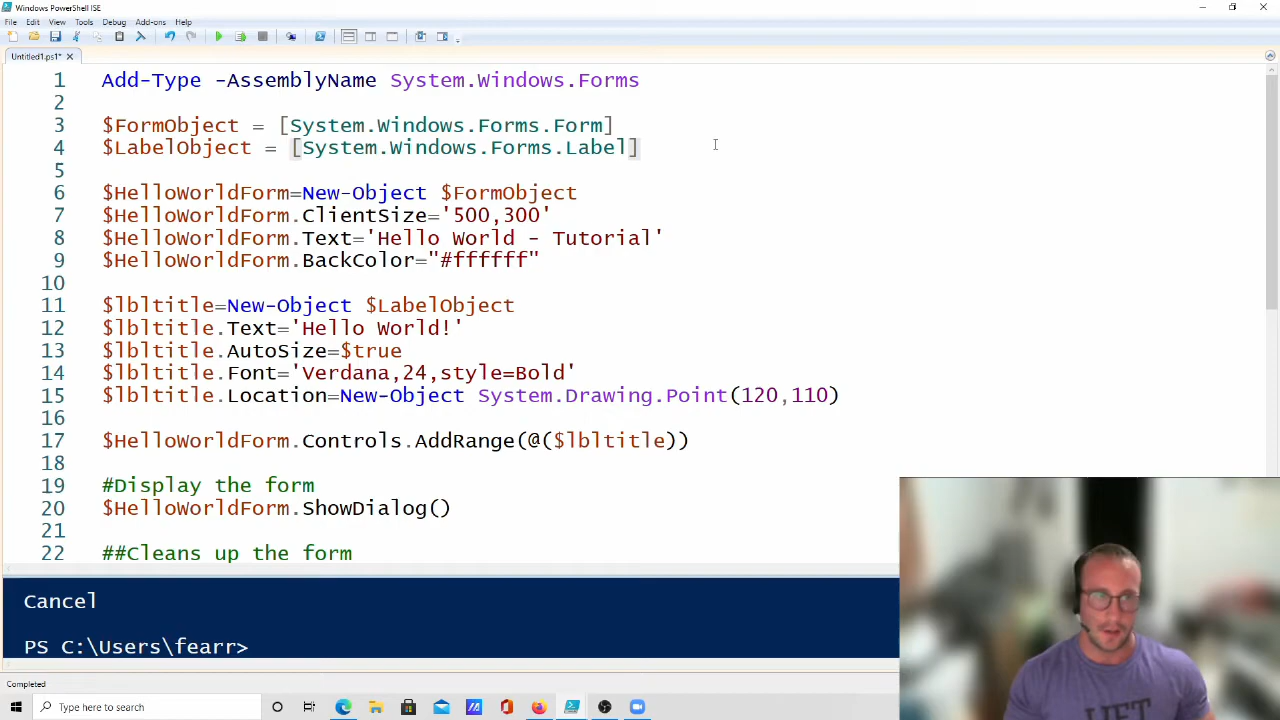 Windows PowerShell ISE
File Edit View Tools Debug Add-ons Help
Untitled1.ps1*
1 Add-Type -AssemblyName System.Windows.Forms
2
3 $FormObject = [System.Windows.Forms.Form]
4 $LabelObject = [System.Windows.Forms.Label]
5
6 $HelloWorldForm=New-Object $FormObject
7 $HelloWorldForm.ClientSize='500,300'
8 $HelloWorldForm.Text='Hello World - Tutorial'
9 $HelloWorldForm.BackColor="#ffffff"
10
11 $lbltitle=New-Object $LabelObject
12 $lbltitle.Text='Hello World!'
13 $lbltitle.AutoSize=$true
14 $lbltitle.Font='Verdana,24,style=Bold'
15 $lbltitle.Location=New-Object System.Drawing.Point(120,110)
16
17 $HelloWorldForm.Controls.AddRange(@($lbltitle))
18
19 #Display the form
20 $HelloWorldForm.ShowDialog()
21
22 ##Cleans up the form
Cancel
PS C:\Users\fearr>
Completed
Type here to search